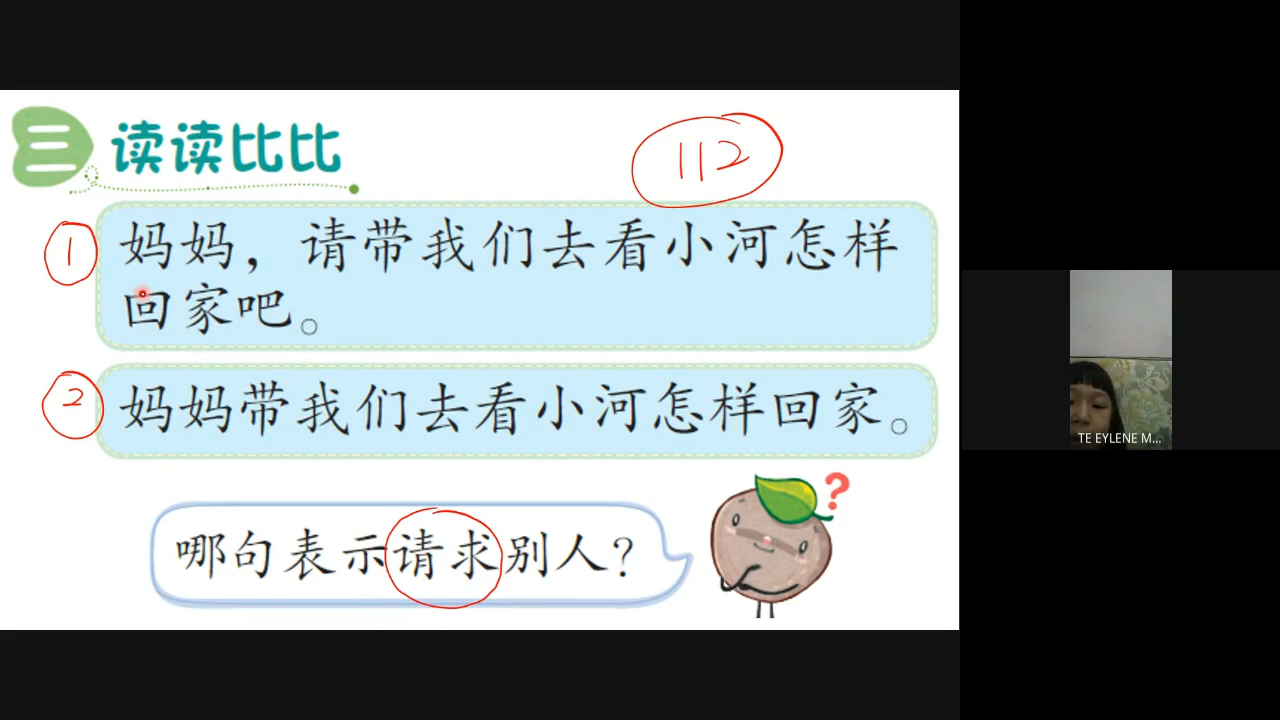 三 读读比比
112
1
妈妈，请带我们去看小河怎样
回家吧。
2
妈妈带我们去看小河怎样回家。
哪句表示请求别人？
?
TE EYLENE M...